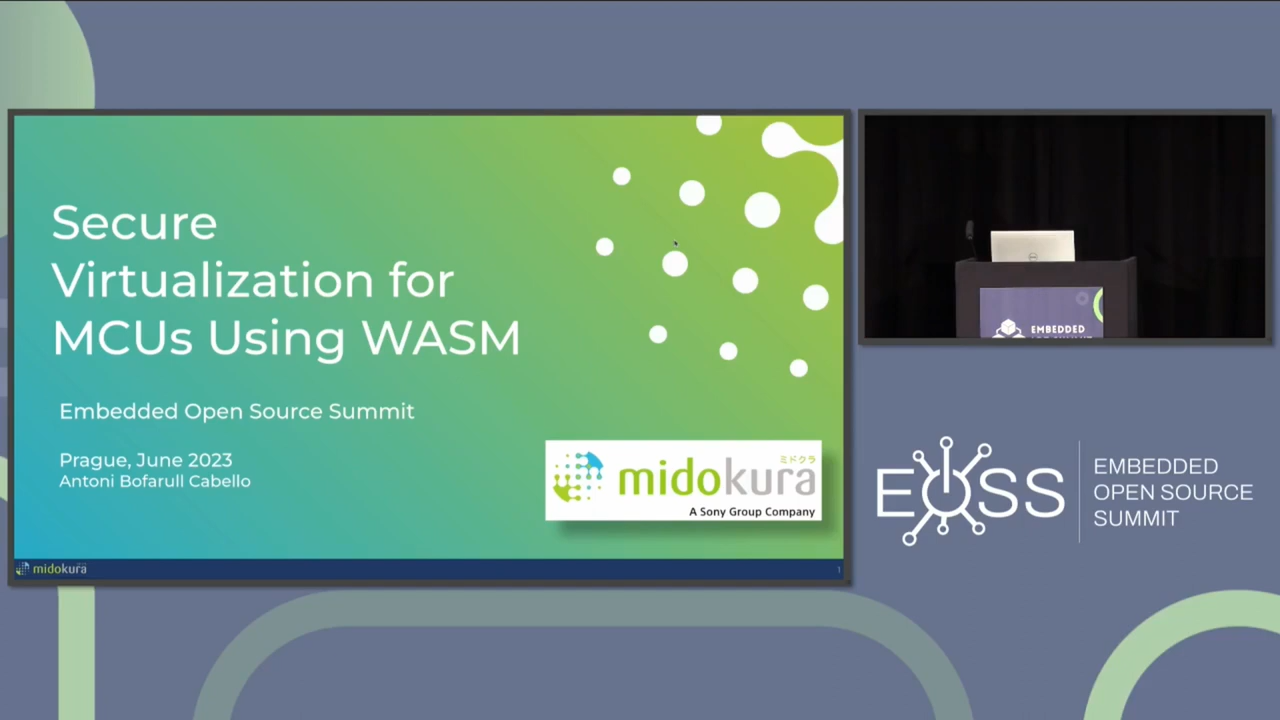 Secure
Virtualization for
MCUs Using WASM
Embedded Open Source Summit
Prague, June 2023
Antoni Bofarull Cabello
ミドクラ
midokura
A Sony Group Company
midokura
1
EMBEDDED
EOSS
EMBEDDED
OPEN SOURCE
SUMMIT